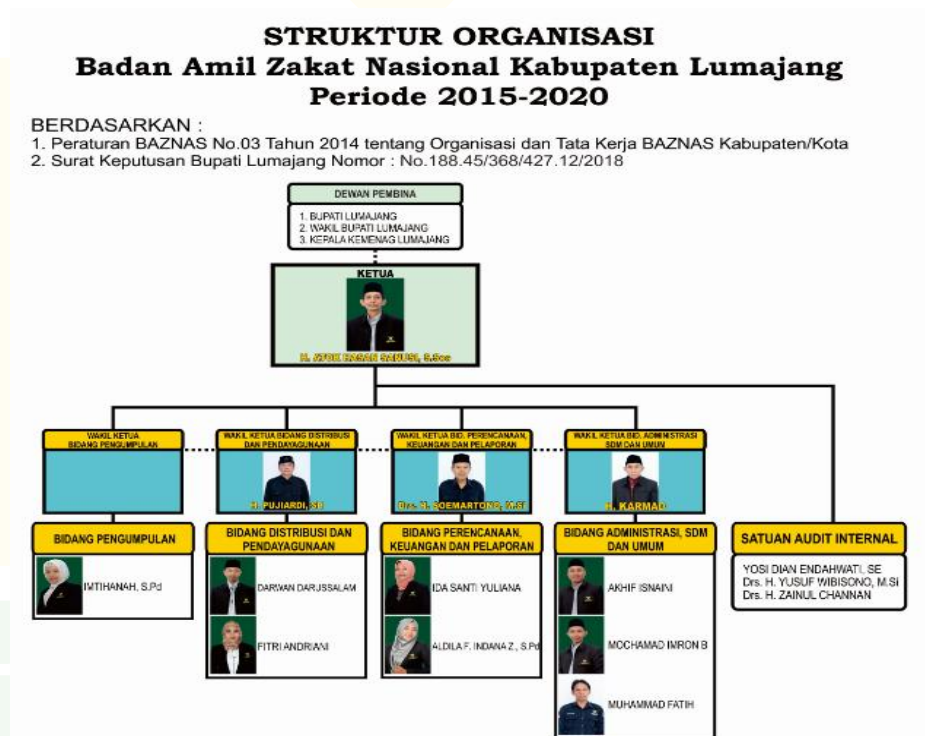 STRUKTUR ORGANISASI
Badan Amil Zakat Nasional Kabupaten Lumajang
Periode 2015-2020
BERDASARKAN :
1. Peraturan BAZNAS No.03 Tahun 2014 tentang Organisasi dan Tata Kerja BAZNAS Kabupaten/Kota
2. Surat Keputusan Bupati Lumajang Nomor : No.188.45/368/427.12/2018
DEWAN PEMBINA
1. BUPATI LUMAJANG
2. WAKIL BUPATI LUMAJANG
3. KEPALA KEMENAG LUMAJANG
KETUA
H. ATOK HASAN SANUSI, S.Sos
WAKIL KETUA
BIDANG PENGUMPULAN
WAKIL KETUA BIDANG DISTRIBUSI
DAN PENDAYAGUNAAN
H. PUJIARDI,
WAKIL KETUA BID. PERENCANAAN,
KEUANGAN DAN PELAPORAN
Drs. H. SOEMARTONO, M.Si
WAKIL KETUA BID. ADMINISTRASI
SDM DAN UMUM
H. KARMAD
BIDANG PENGUMPULAN
IMTIHANAH, S.Pd
BIDANG DISTRIBUSI DAN
PENDAYAGUNAAN
DARWAN DARUSSALAM
FITRI ANDRIANI
BIDANG PERENCANAAN,
KEUANGAN DAN PELAPORAN
IDA SANTI YULIANA
ALDILA F. INDANA Z., S.Pd
BIDANG ADMINISTRASI, SDM
DAN UMUM
AKHIF ISNAINI
MOCHAMAD IMRON B
MUHAMMAD FATIH
SATUAN AUDIT INTERNAL
YOSI DIAN ENDAHWATI, SE
Drs. H. YUSUF WIBISONO, M.Si
Drs. H. ZAINUL CHANNAN